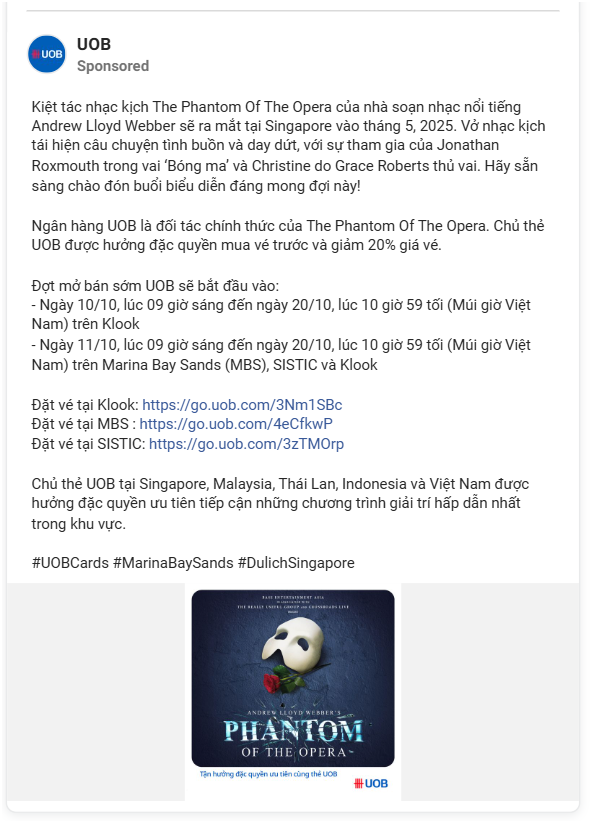 UOB
UOB
Sponsored
Kiệt tác nhạc kịch The Phantom Of The Opera của nhà soạn nhạc nổi tiếng
Andrew Lloyd Webber sẽ ra mắt tại Singapore vào tháng 5, 2025. Vở nhạc kịch
tái hiện câu chuyện tình buồn và day dứt, với sự tham gia của Jonathan
Roxmouth trong vai ‘Bóng ma’ và Christine do Grace Roberts thủ vai. Hãy sẵn
sàng chào đón buổi biểu diễn đáng mong đợi này!
Ngân hàng UOB là đối tác chính thức của The Phantom Of The Opera. Chủ thẻ
UOB được hưởng đặc quyền mua vé trước và giảm 20% giá vé.
Đợt mở bán sớm UOB sẽ bắt đầu vào:
- Ngày 10/10, lúc 09 giờ sáng đến ngày 20/10, lúc 10 giờ 59 tối (Múi giờ Việt
Nam) trên Klook
- Ngày 11/10, lúc 09 giờ sáng đến ngày 20/10, lúc 10 giờ 59 tối (Múi giờ Việt
Nam) trên Marina Bay Sands (MBS), SISTIC và Klook
Đặt vé tại Klook: https://go.uob.com/3Nm1SBc
Đặt vé tại MBS : https://go.uob.com/4eCfkwP
Đặt vé tại SISTIC: https://go.uob.com/3zTMOrp
Chủ thẻ UOB tại Singapore, Malaysia, Thái Lan, Indonesia và Việt Nam được
hưởng đặc quyền ưu tiên tiếp cận những chương trình giải trí hấp dẫn nhất
trong khu vực.
#UOBCards #MarinaBaySands #DulichSingapore
BASE ENTERTAINMENT ASIA
THE REALLY USEFUL GROUP AND CROSSROADS LIVE
ANDREW LLOYD WEBBER'S
PHANTOM
OF THE OPERA
Tận hưởng đặc quyền ưu tiên cùng thẻ UOB
UOB